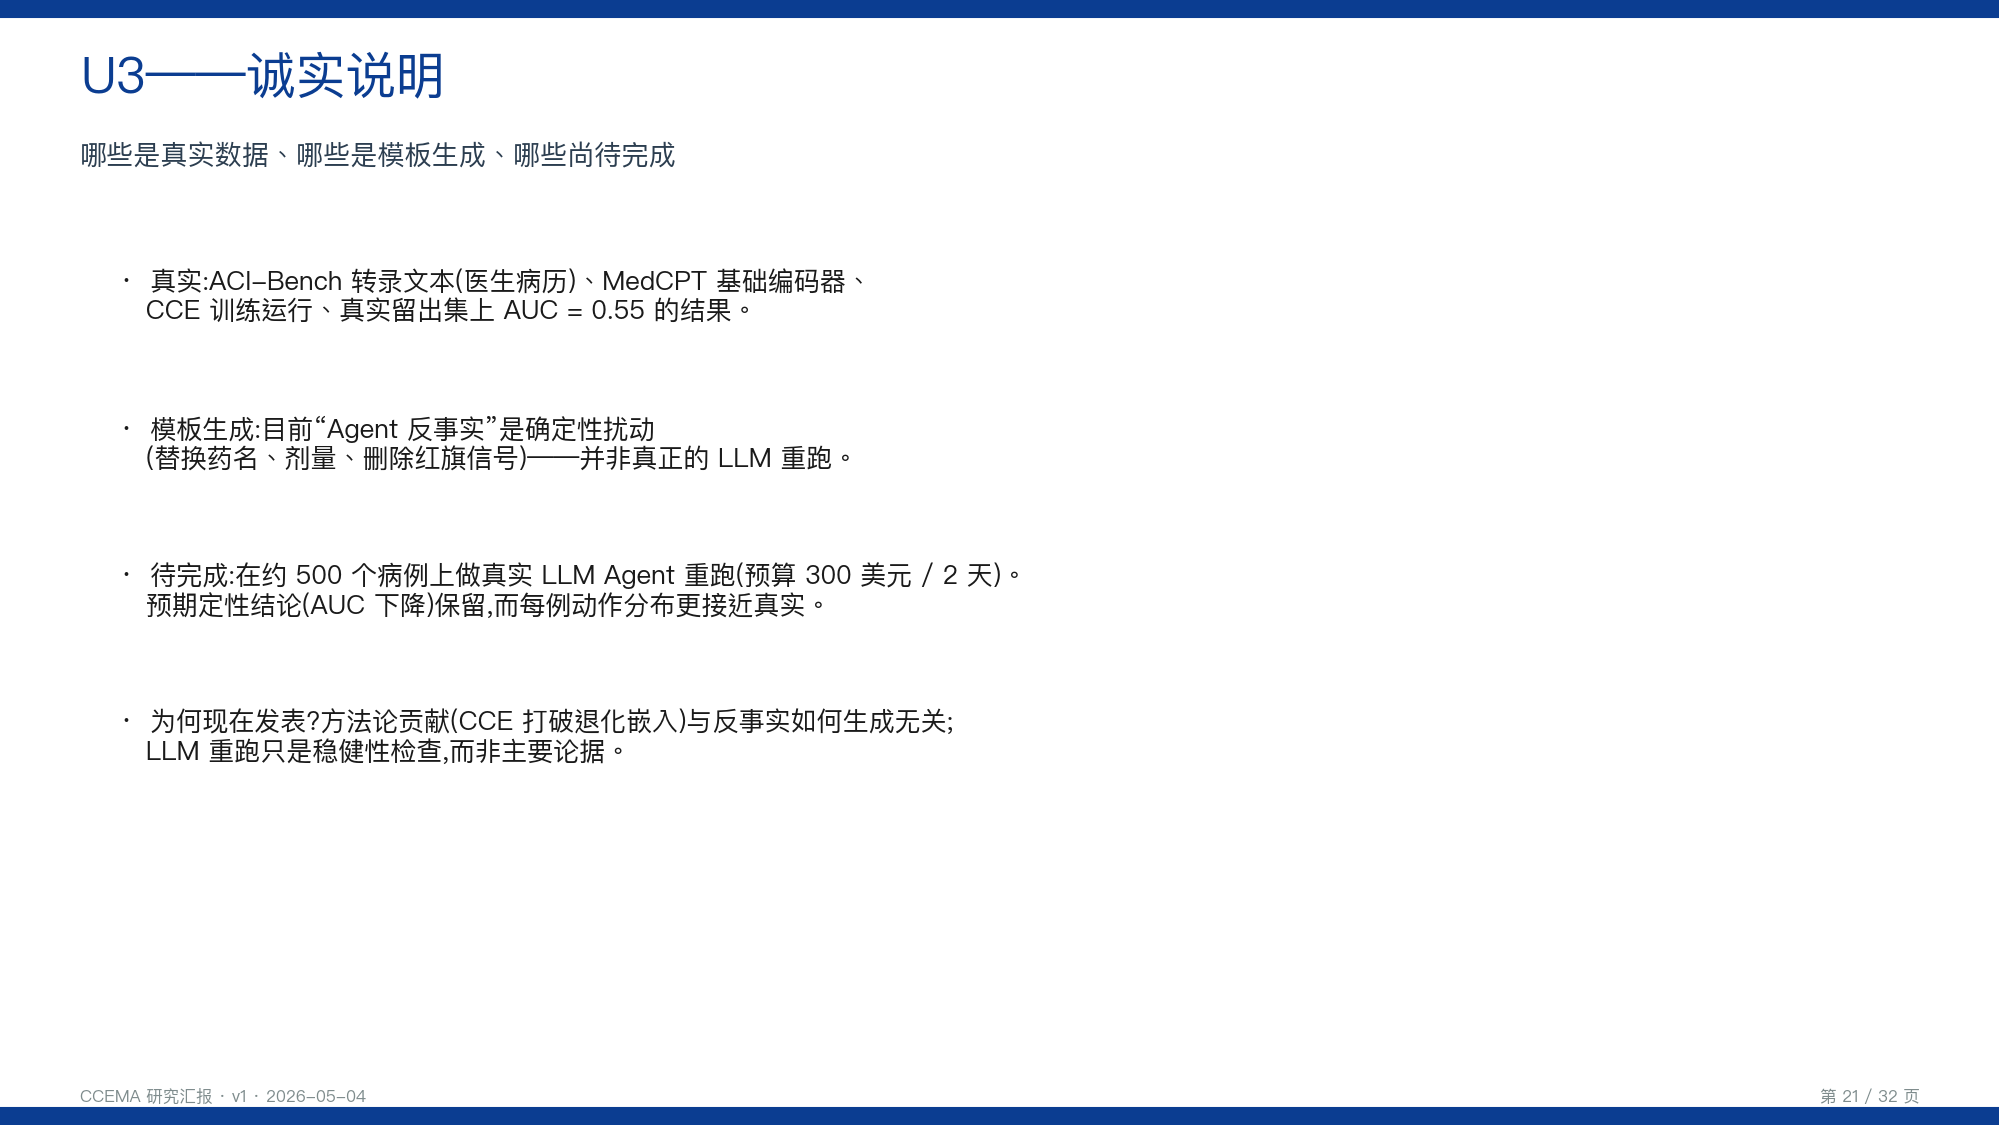 U3——诚实说明
哪些是真实数据、哪些是模板生成、哪些尚待完成
· 真实:ACI–Bench 转录文本(医生病历)、MedCPT 基础编码器、
CCE 训练运行、真实留出集上 AUC = 0.55 的结果。
· 模板生成:目前“Agent 反事实”是确定性扰动
(替换药名、剂量、删除红旗信号)——并非真正的 LLM 重跑。
· 待完成:在约 500 个病例上做真实 LLM Agent 重跑(预算 300 美元 / 2 天)。
预期定性结论(AUC 下降)保留,而每例动作分布更接近真实。
· 为何现在发表?方法论贡献(CCE 打破退化嵌入)与反事实如何生成无关;
LLM 重跑只是稳健性检查,而非主要论据。
CCEMA 研究汇报 · v1 · 2026–05–04
第 21 / 32 页